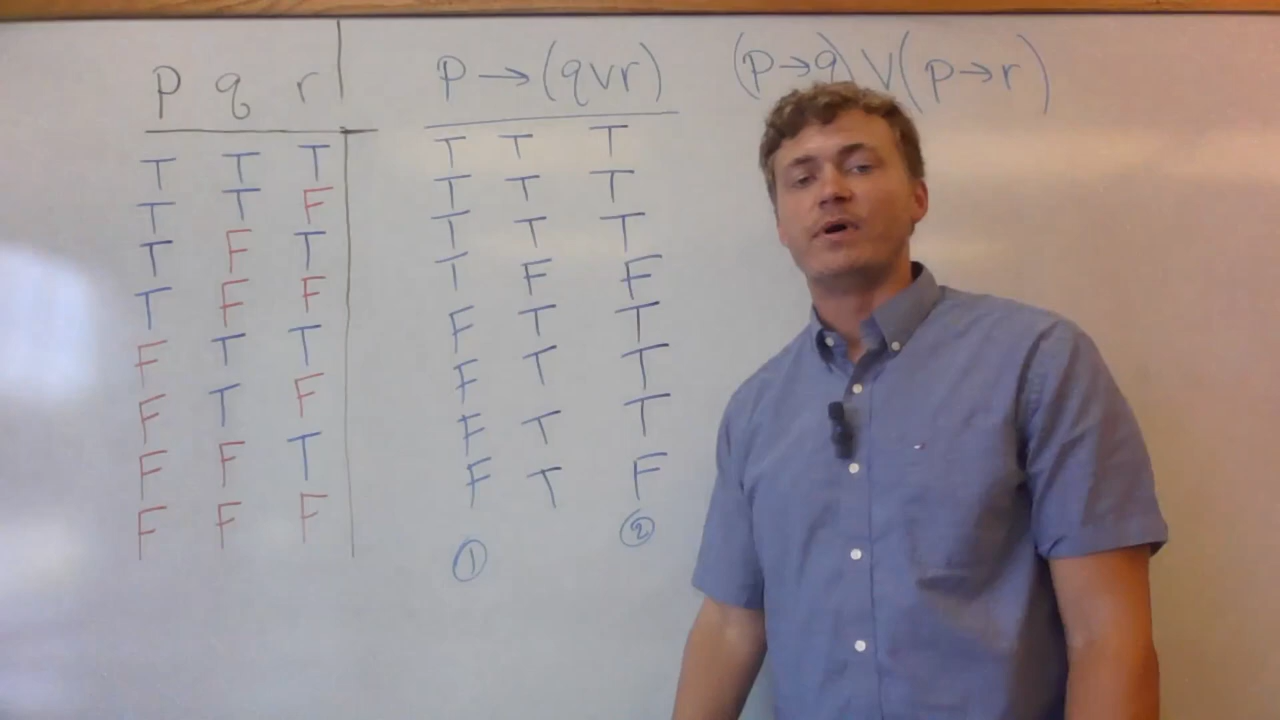 p q r p → (q ∨ r) (p → q) ∨ (p → r)
T T T T T T
T T F T T T
T F T T T T
T F F T F F
F T T F T T
F T F F T T
F F T F T T
F F F F T F
① ②